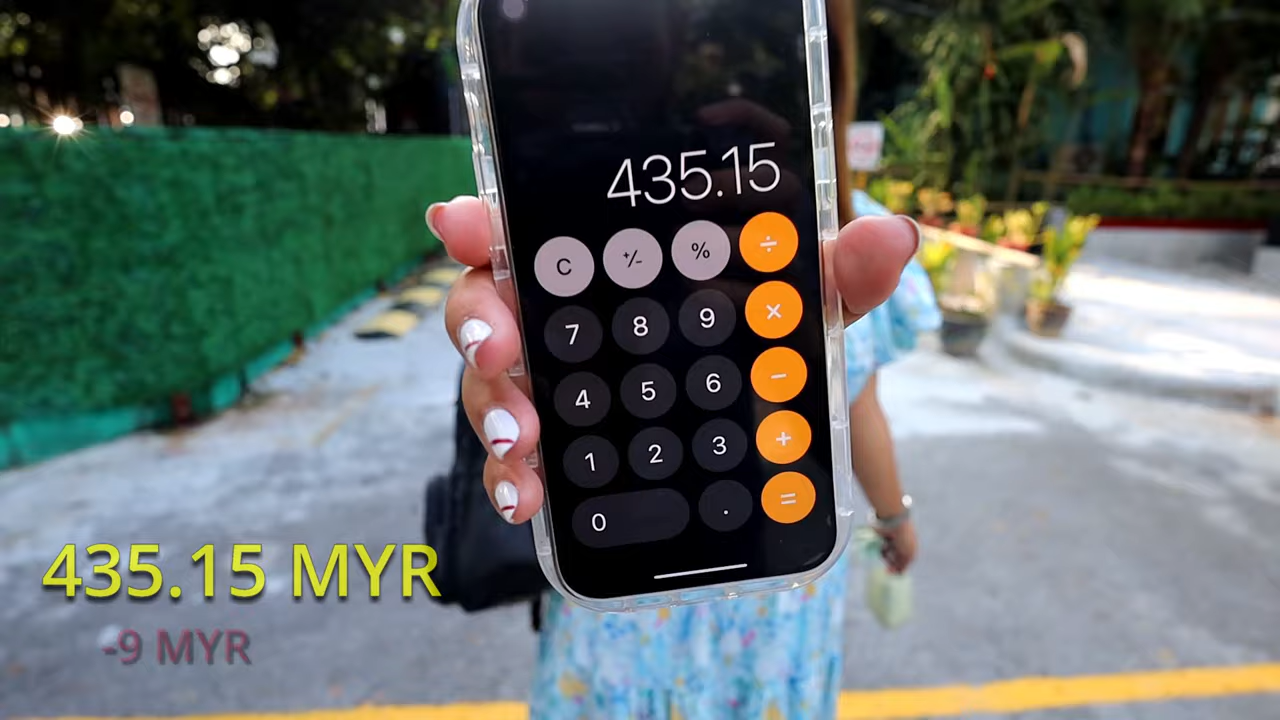 435.15
C +/- % ÷
7 8 9 ×
4 5 6 −
1 2 3 +
0 . =
435.15 MYR
-9 MYR